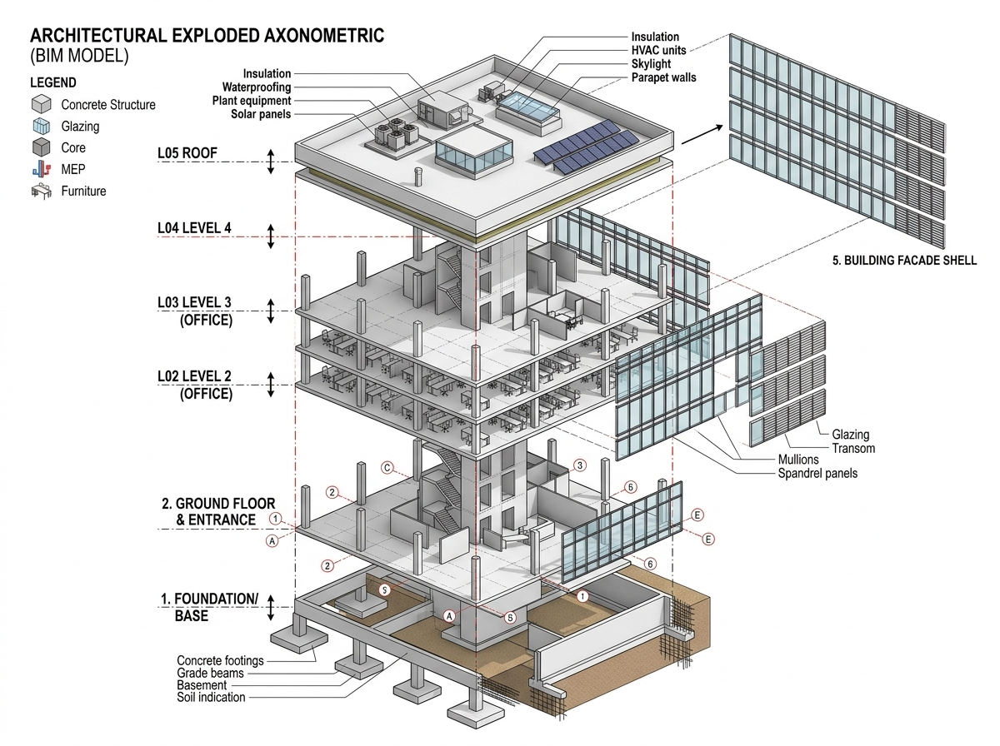 ARCHITECTURAL EXPLODED AXONOMETRIC
(BIM MODEL)
LEGEND
Concrete Structure
Glazing
Core
MEP
Furniture
Insulation
Waterproofing
Plant equipment
Solar panels
Insulation
HVAC units
Skylight
Parapet walls
L05 ROOF
L04 LEVEL 4
L03 LEVEL 3
(OFFICE)
L02 LEVEL 2
(OFFICE)
5. BUILDING FACADE SHELL
Glazing
Transom
Mullions
Spandrel panels
2. GROUND FLOOR
& ENTRANCE
C
3
2
6
1
A
E
E
2
6
S
1
A
6
1. FOUNDATION/
BASE
Concrete footings
Grade beams
Basement
Soil indication